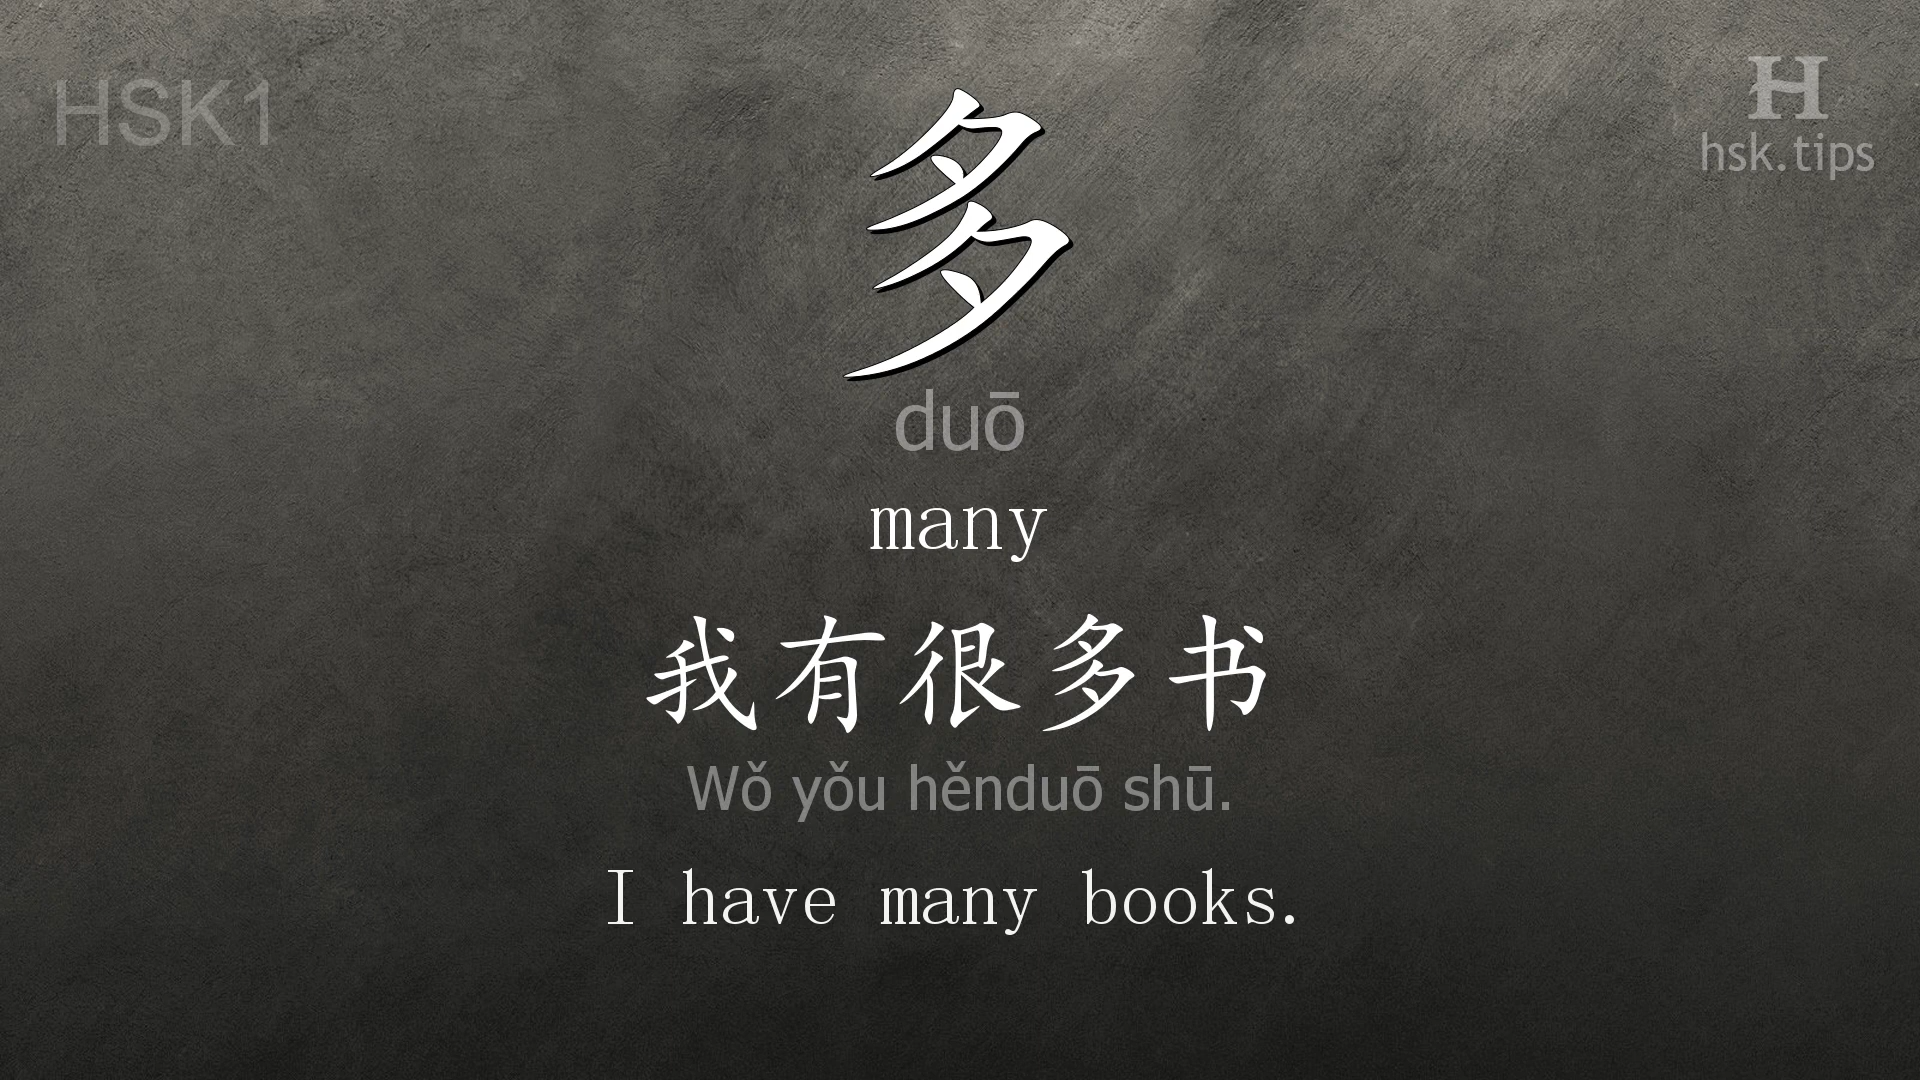 HSK1
H
hsk.tips
多
duō
many
我有很多书
Wǒ yǒu hěnduō shū.
I have many books.